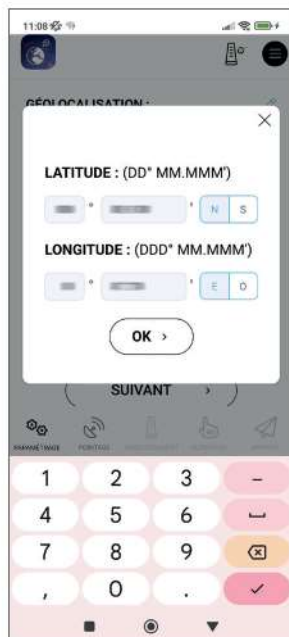 11:08
GÉOLOCALISATION :
LATITUDE : (DD° MM.MMM')
° ' N S
LONGITUDE : (DDD° MM.MMM')
° ' E O
OK >
SUIVANT >
PARAMÉTRAGE POINTAGE
1 2 3 -
4 5 6
7 8 9
, 0 .